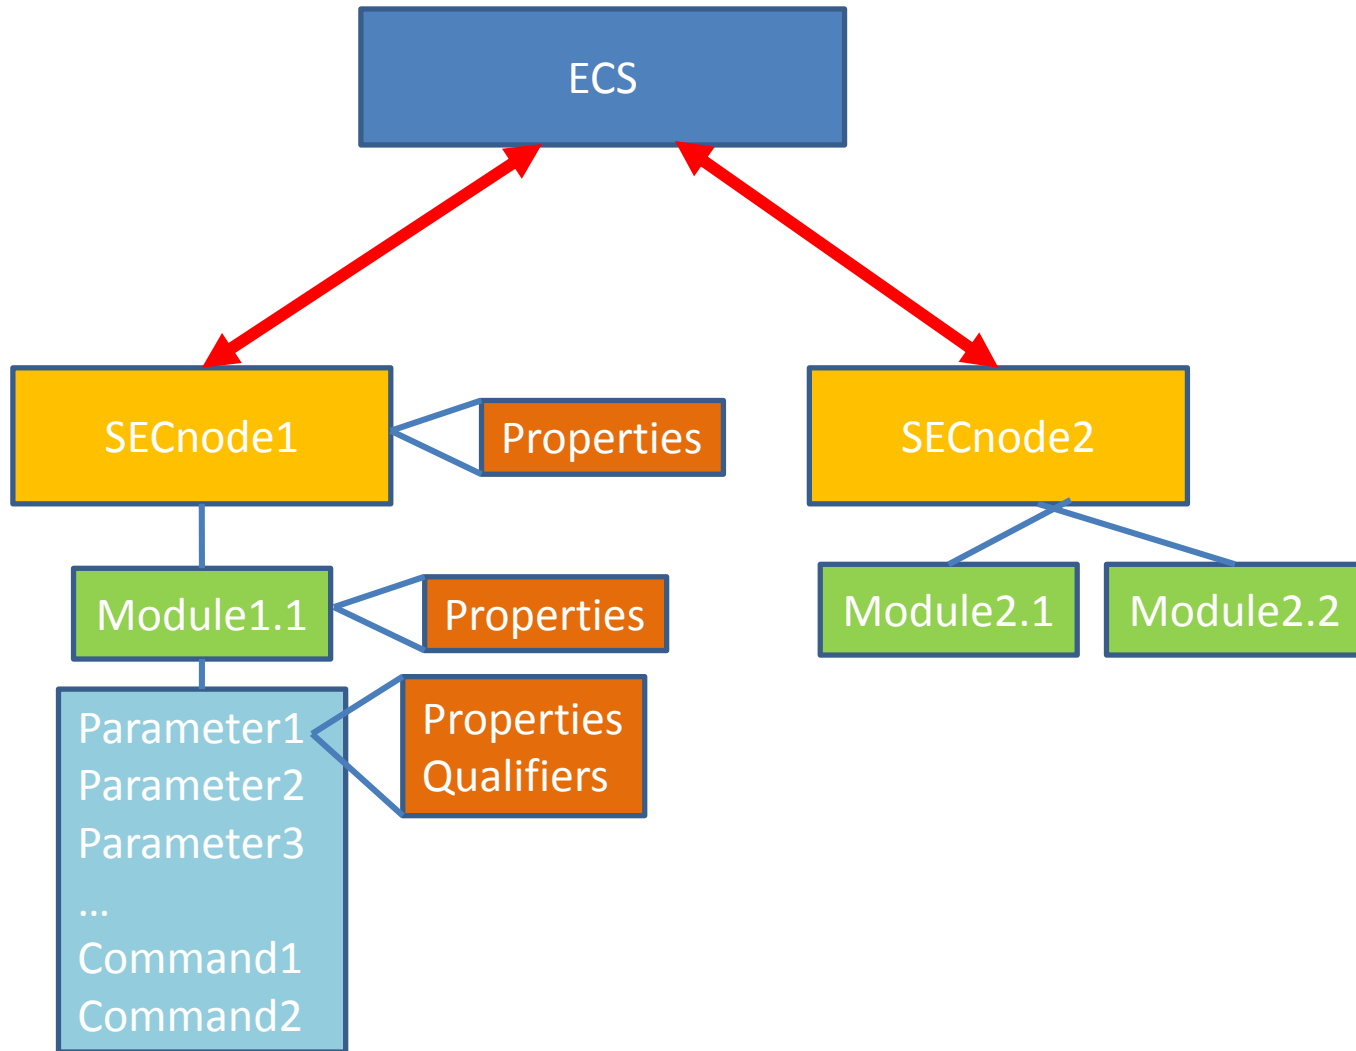 ECS
SECnode1
Properties
SECnode2
Module1.1
Properties
Module2.1
Module2.2
Parameter1
Parameter2
Parameter3
...
Command1
Command2
Properties
Qualifiers